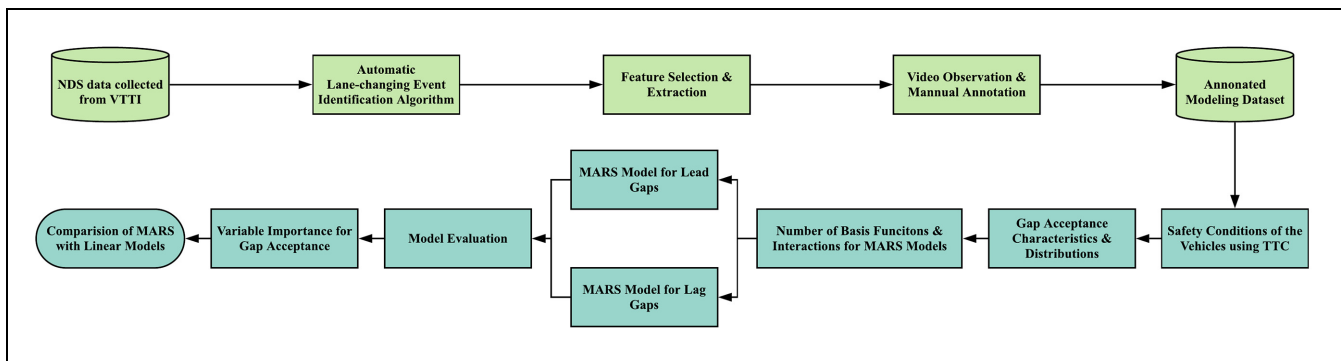 NDS data collected
from VTTI
Automatic
Lane-changing Event
Identification Algorithm
Feature Selection &
Extraction
Video Observation &
Mannual Annotation
Annonated
Modeling Dataset
Safety Conditions of the
Vehicles using TTC
Gap Acceptance
Characteristics &
Distributions
Number of Basis Funcitons &
Interactions for MARS Models
MARS Model for Lead
Gaps
MARS Model for Lag
Gaps
Model Evaluation
Variable Importance for
Gap Acceptance
Comparision of MARS
with Linear Models